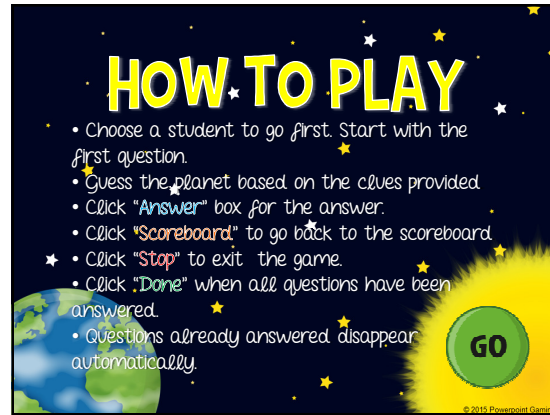 HOW TO PLAY
• Choose a student to go first. Start with the
first question.
• Guess the planet based on the clues provided
• Click “Answer” box for the answer.
• Click “Scoreboard” to go back to the scoreboard
• Click “Stop” to exit the game.
• Click “Done” when all questions have been
answered.
• Questions already answered disappear
automatically.
GO
© 2015 Powerpoint Gamin